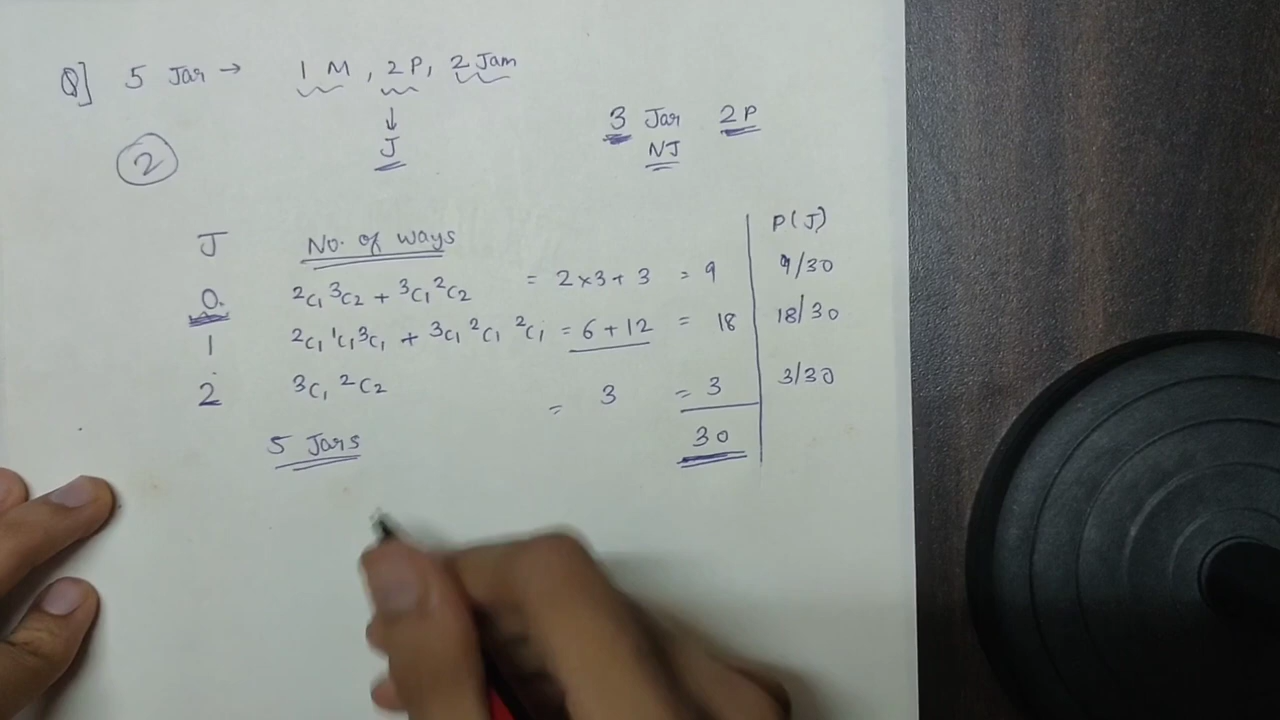 Q] 5 Jar → 1 M, 2 P, 2 Jam
↓
J
3 Jar 2 P
NJ
2
J No. of ways P(J)
0. ²C₁ ³C₂ + ³C₁ ²C₂ = 2×3+3 = 9 9/30
1 ²C₁ ¹C₁ ³C₁ + ³C₁ ²C₁ ²C₁ = 6+12 = 18 18/30
2 ³C₁ ²C₂ = 3 = 3 3/30
5 Jars 30